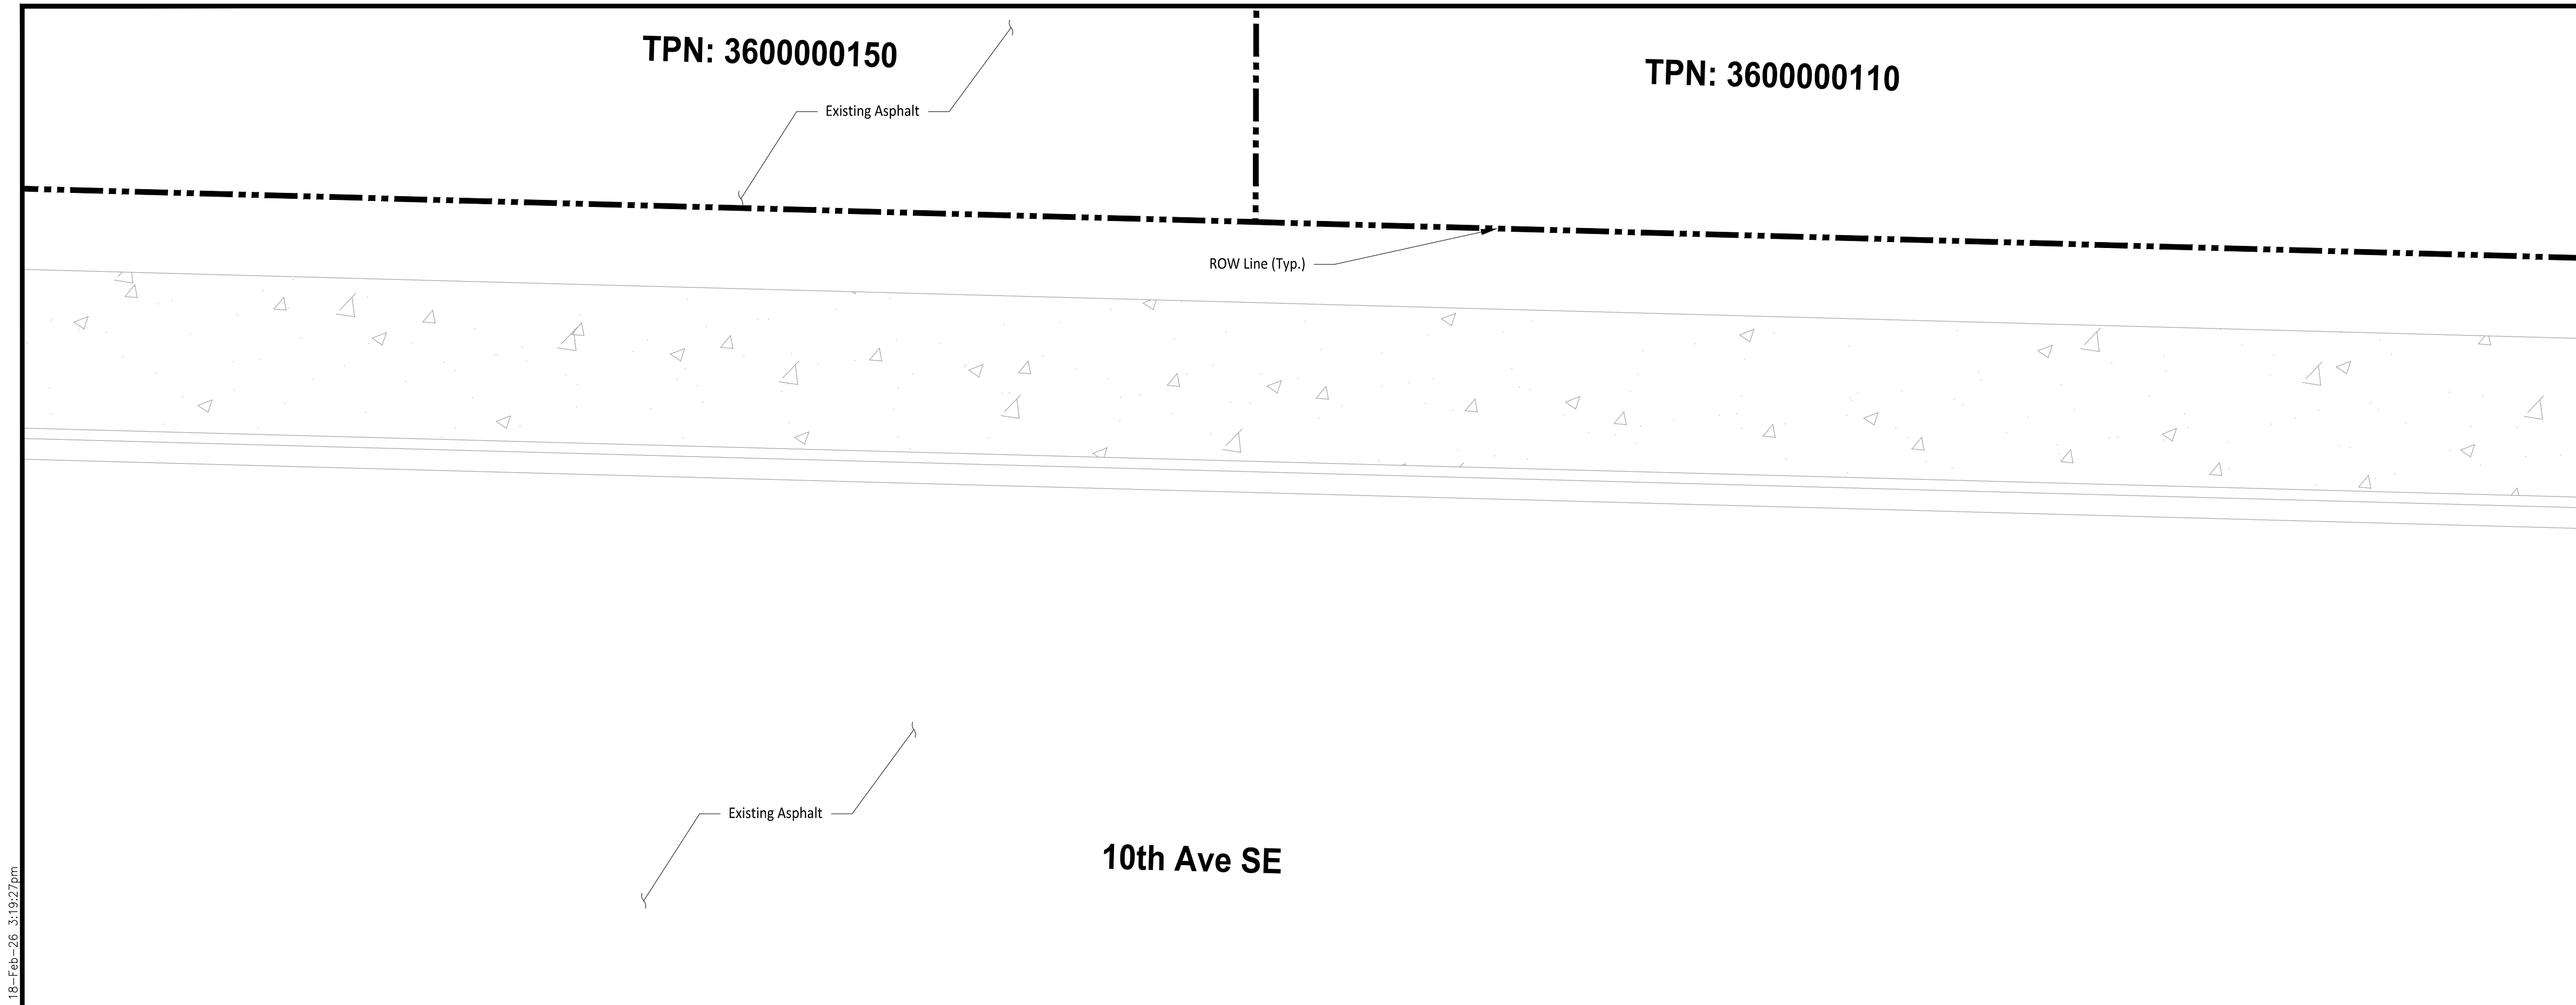 TPN: 3600000150
TPN: 3600000110
Existing Asphalt
ROW Line (Typ.)
Existing Asphalt
10th Ave SE
18-Feb-26 3:19:27pm